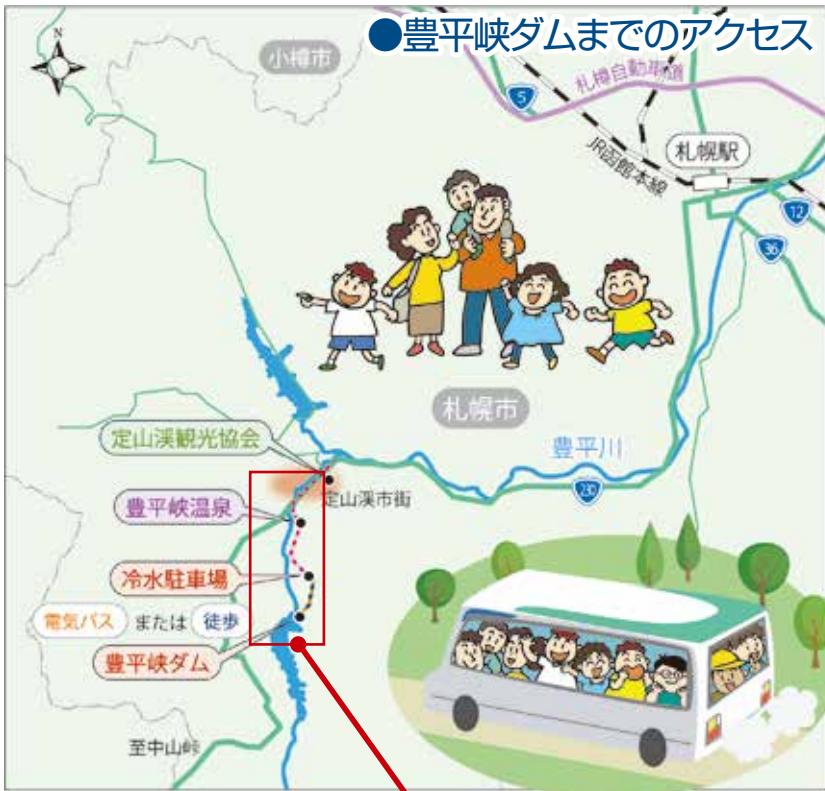 ●豊平峡ダムまでのアクセス
N
小樽市
札樽自動車道
5
JR函館本線
札幌駅
12
36
札幌市
定山渓観光協会
豊平川
230
定山渓市街
豊平峡温泉
冷水駐車場
電気バス または 徒歩
豊平峡ダム
至中山峠